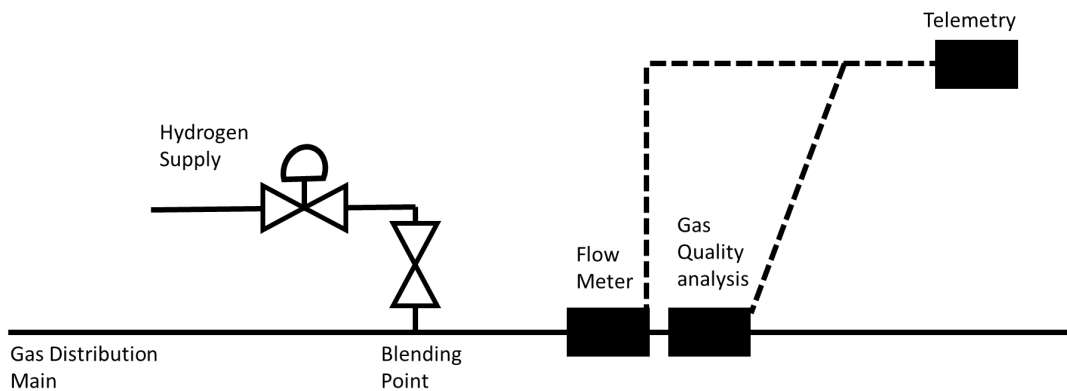 Telemetry
Hydrogen
Supply
Gas
Quality
analysis
Flow
Meter
Gas Distribution
Main
Blending
Point